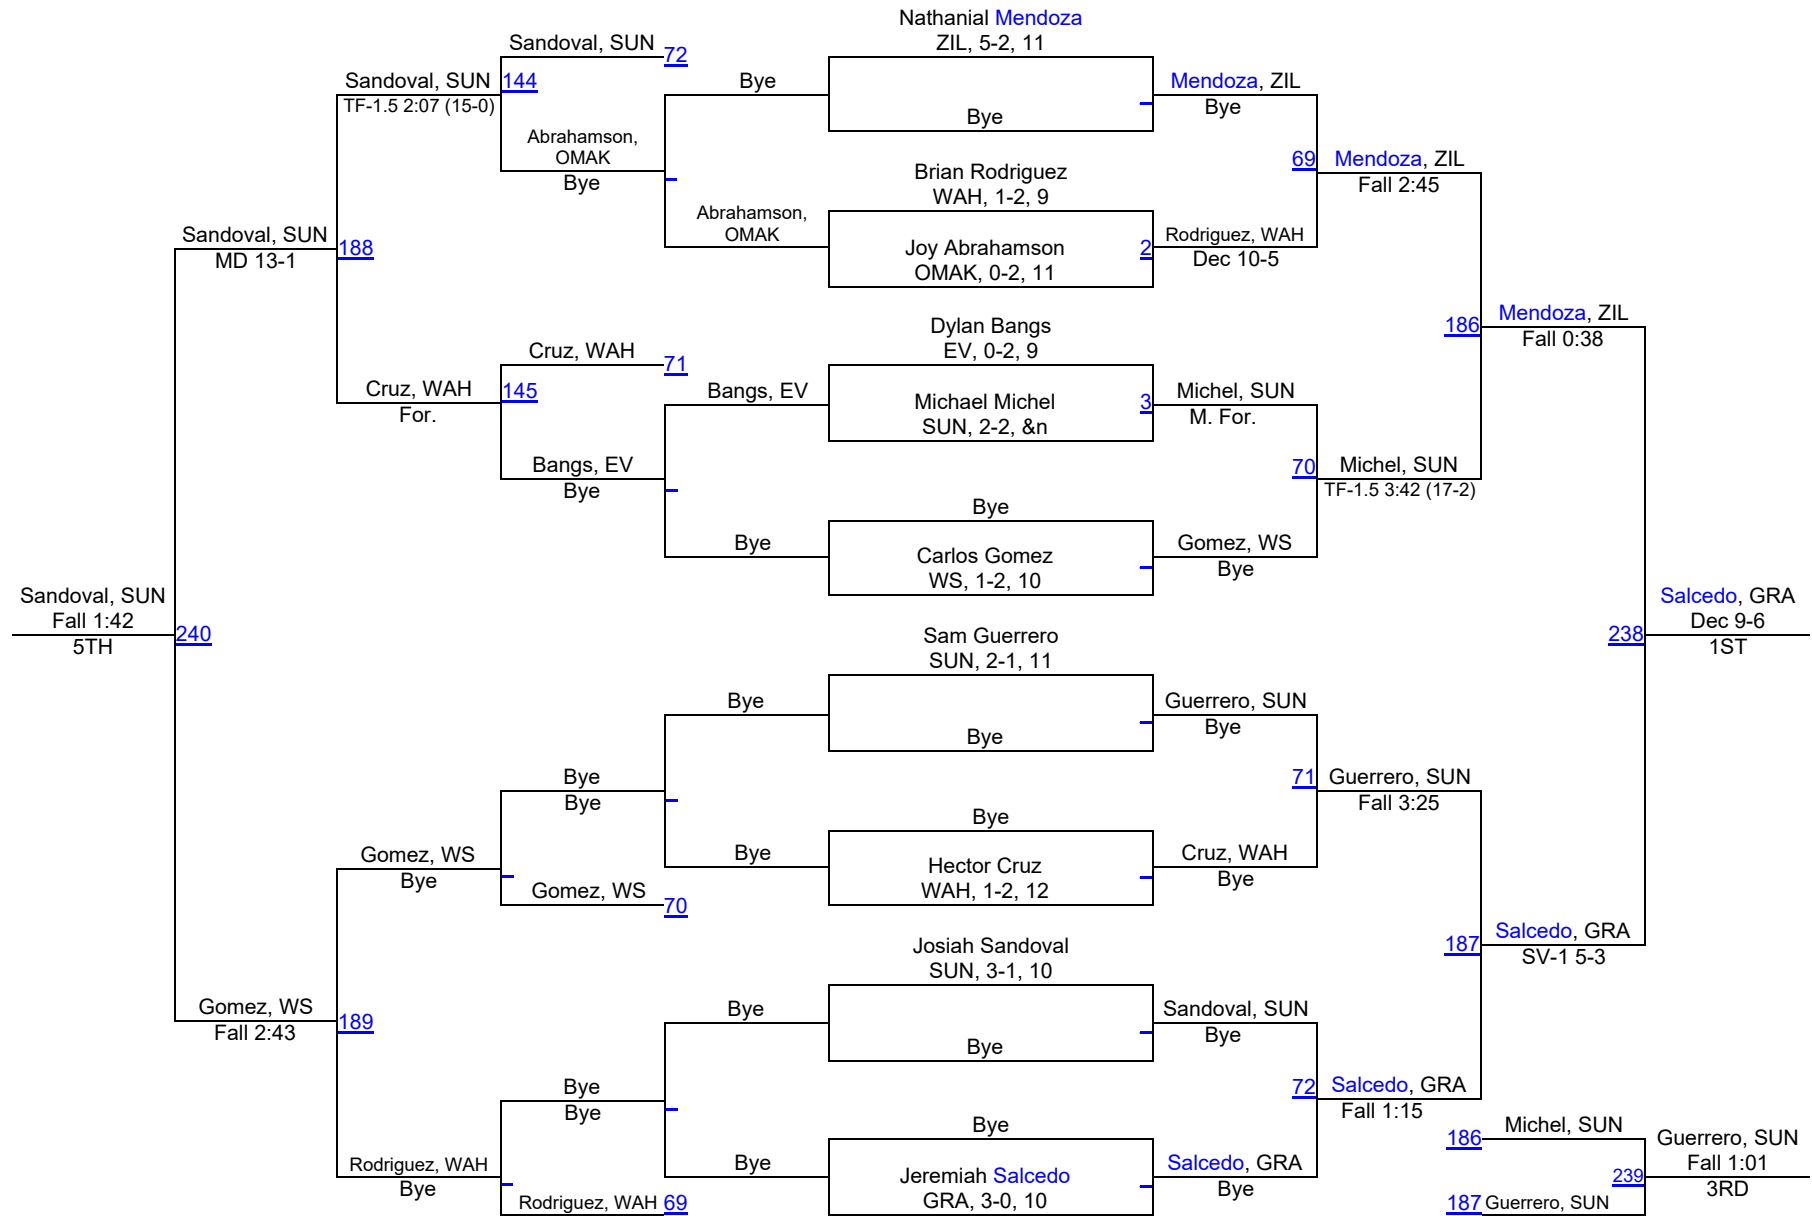 Nathanial Mendoza
ZIL, 5-2, 11
Sandoval, SUN
72
Sandoval, SUN
144
TF-1.5 2:07 (15-0)
Bye
Bye
Mendoza, ZIL
Bye
Abrahamson,
OMAK
Bye
69
Mendoza, ZIL
Fall 2:45
Brian Rodriguez
WAH, 1-2, 9
Abrahamson,
OMAK
Joy Abrahamson
OMAK, 0-2, 11
2
Rodriguez, WAH
Dec 10-5
Sandoval, SUN
MD 13-1
188
Dylan Bangs
EV, 0-2, 9
186
Mendoza, ZIL
Fall 0:38
Cruz, WAH
71
Cruz, WAH
145
For.
Bangs, EV
Michael Michel
SUN, 2-2, &n
3
Michel, SUN
M. For.
Bangs, EV
Bye
70
Michel, SUN
TF-1.5 3:42 (17-2)
Bye
Bye
Carlos Gomez
WS, 1-2, 10
Gomez, WS
Bye
Sandoval, SUN
Fall 1:42
5TH
240
Salcedo, GRA
Dec 9-6
238
1ST
Sam Guerrero
SUN, 2-1, 11
Bye
Bye
Guerrero, SUN
Bye
Bye
Bye
71
Guerrero, SUN
Fall 3:25
Bye
Bye
Hector Cruz
WAH, 1-2, 12
Cruz, WAH
Bye
Gomez, WS
Bye
Gomez, WS
70
Josiah Sandoval
SUN, 3-1, 10
187
Salcedo, GRA
SV-1 5-3
Gomez, WS
Fall 2:43
189
Bye
Bye
Sandoval, SUN
Bye
Bye
Bye
72
Salcedo, GRA
Fall 1:15
Bye
Bye
Jeremiah Salcedo
GRA, 3-0, 10
Salcedo, GRA
Bye
Rodriguez, WAH
Bye
Rodriguez, WAH
69
186
Michel, SUN
Guerrero, SUN
Fall 1:01
239
3RD
187
Guerrero, SUN